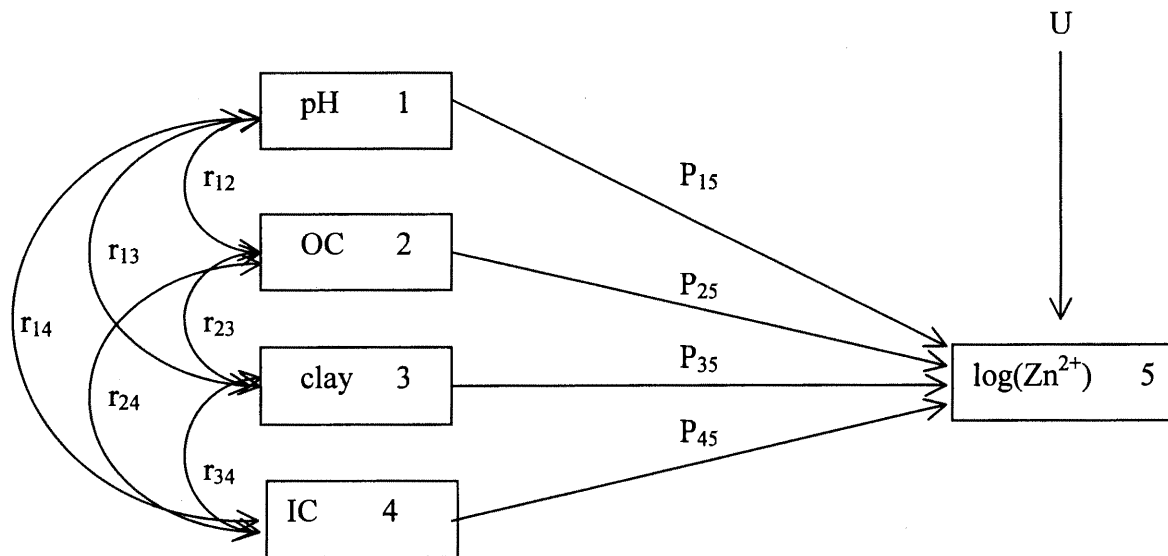 U
pH 1
P₁₅
r₁₂
OC 2
r₁₃
P₂₅
r₁₄
r₂₃
P₃₅
clay 3
log(Zn²⁺) 5
r₂₄
P₄₅
r₃₄
IC 4